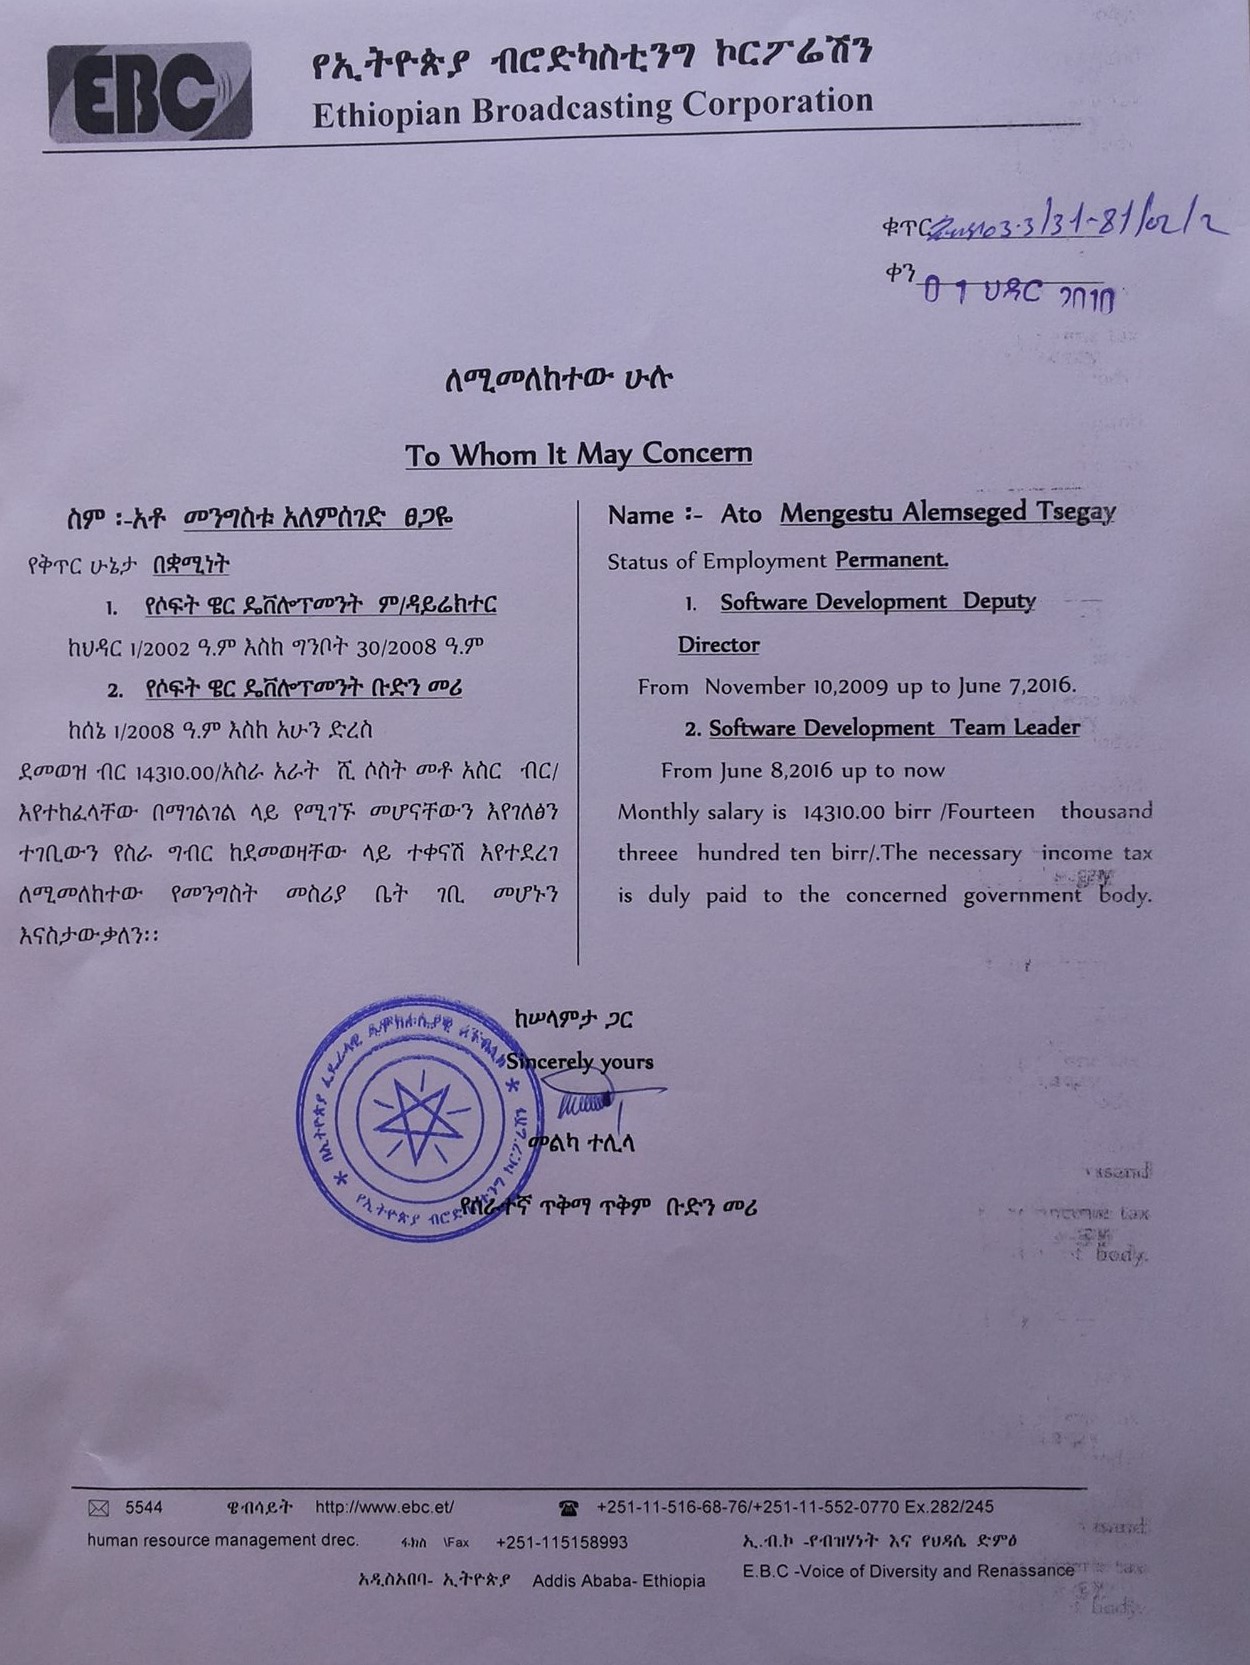 EBC
የኢትዮጵያ ብሮድካስቲንግ ኮርፖሬሽን
Ethiopian Broadcasting Corporation
ቁጥር 3-3/31-81/02/2
ቀን 0 1 ህዳር 2010
ለሚመለከተው ሁሉ
To Whom It May Concern
ስም ፡-አቶ መንግስቱ አለምሰገድ ፀጋዬ
የቅጥር ሁኔታ በቋሚነት
1. የሶፍት ዌር ዴቨሎፕመንት ም/ዳይሬክተር
ከህዳር 1/2002 ዓ.ም እስከ ግንቦት 30/2008 ዓ.ም
2. የሶፍት ዌር ዴቨሎፕመንት ቡድን መሪ
ከሰኔ 1/2008 ዓ.ም እስከ አሁን ድረስ
ደመወዝ ብር 14310.00/አስራ አራት ሺ ሶስት መቶ አስር ብር/
እየተከፈላቸው በማገልገል ላይ የሚገኙ መሆናቸውን እየገለፅን
ተገቢውን የስራ ግብር ከደመወዛቸው ላይ ተቀናሽ እየተደረገ
ለሚመለከተው የመንግስት መስሪያ ቤት ገቢ መሆኑን
እናስታውቃለን፡፡
Name :- Ato Mengestu Alemseged Tsegay
Status of Employment Permanent.
1. Software Development Deputy
Director
From November 10,2009 up to June 7,2016.
2. Software Development Team Leader
From June 8,2016 up to now
Monthly salary is 14310.00 birr /Fourteen thousand
threee hundred ten birr/.The necessary income tax
is duly paid to the concerned government body.
ከሠላምታ ጋር
Sincerely yours
መልካ ተሊላ
የሰራተኛ ጥቅማ ጥቅም ቡድን መሪ
5544 ዌብሳይት http://www.ebc.et/ +251-11-516-68-76/+251-11-552-0770 Ex.282/245
human resource management drec. ፋክስ \Fax +251-115158993 ኢ.ብ.ኮ -የብዝሃነት እና የህዳሴ ድምፅ
አዲስአበባ- ኢትዮጵያ Addis Ababa- Ethiopia E.B.C -Voice of Diversity and Renassance